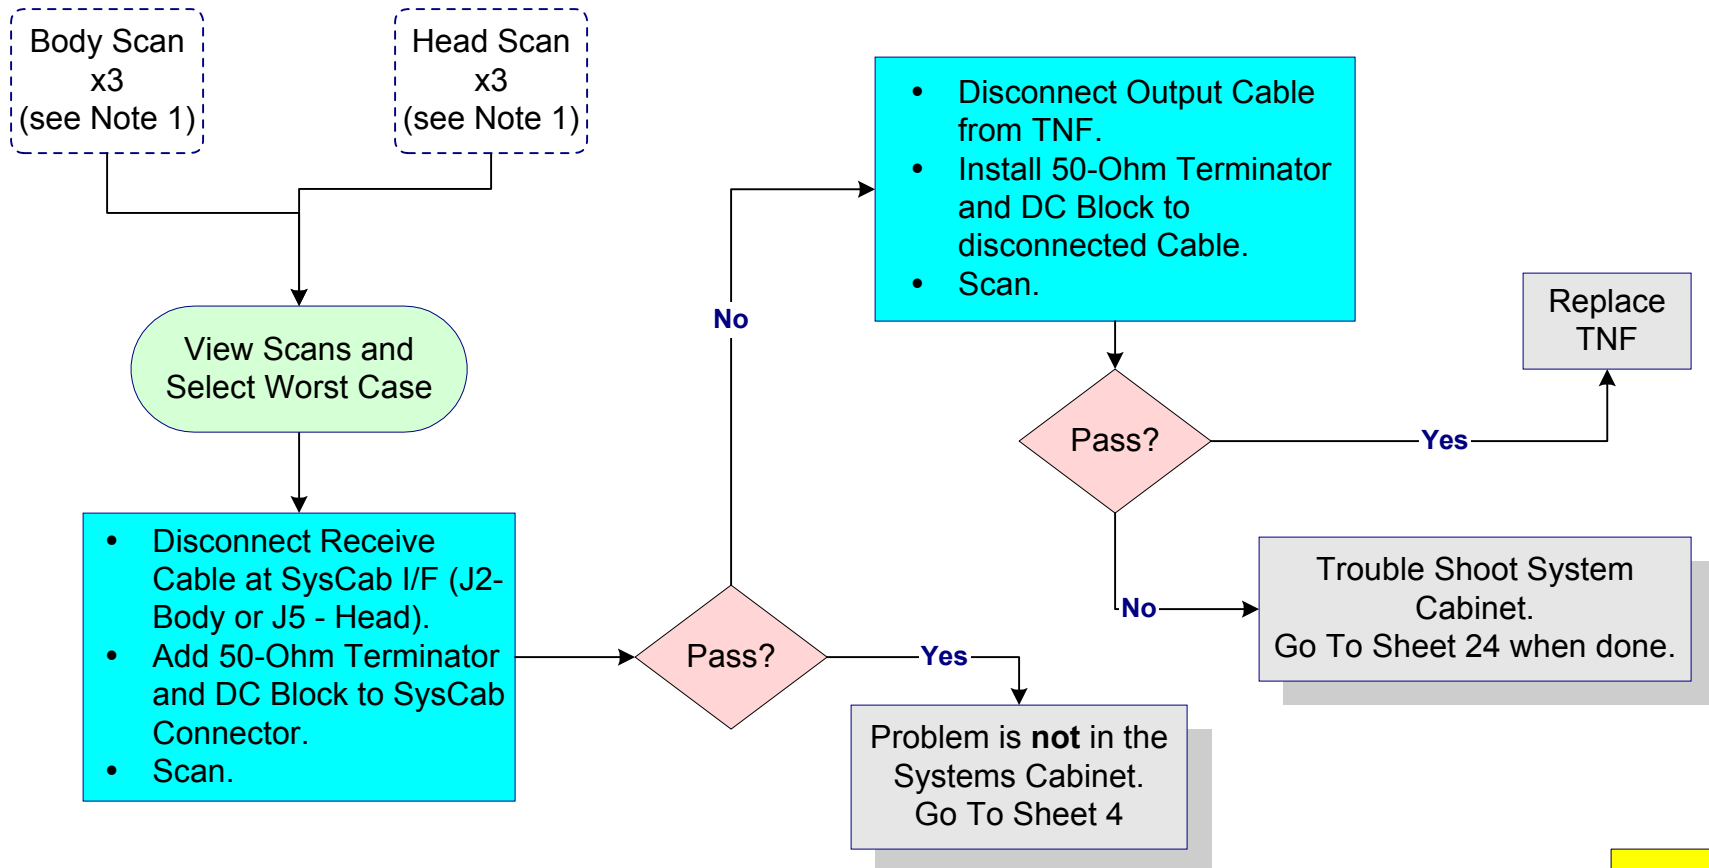 Body Scan
x3
(see Note 1)
Head Scan
x3
(see Note 1)
View Scans and
Select Worst Case
• Disconnect Receive
Cable at SysCab I/F (J2-
Body or J5 - Head).
• Add 50-Ohm Terminator
and DC Block to SysCab
Connector.
• Scan.
Pass?
No
Yes
Problem is not in the
Systems Cabinet.
Go To Sheet 4
• Disconnect Output Cable
from TNF.
• Install 50-Ohm Terminator
and DC Block to
disconnected Cable.
• Scan.
Pass?
Yes
Replace
TNF
No
Trouble Shoot System
Cabinet.
Go To Sheet 24 when done.